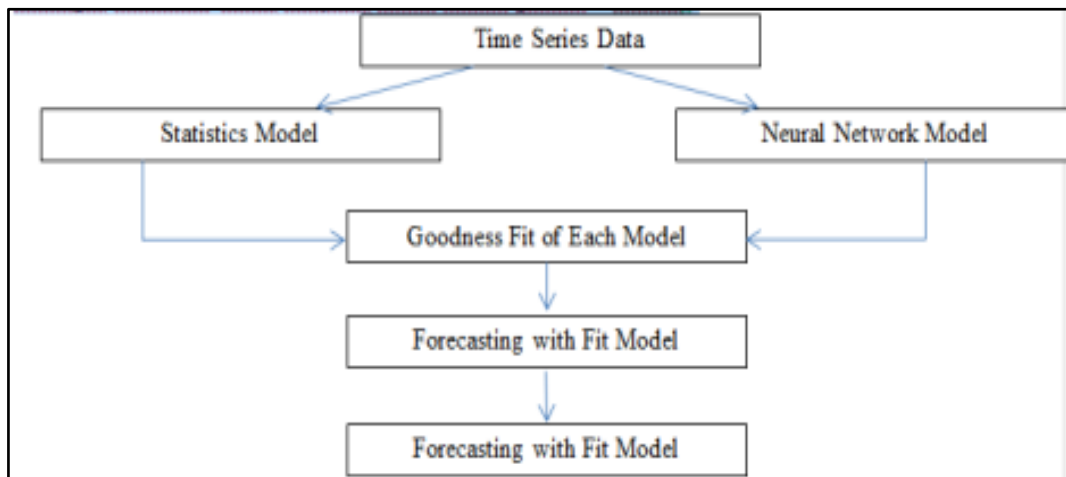 Time Series Data
Statistics Model
Neural Network Model
Goodness Fit of Each Model
Forecasting with Fit Model
Forecasting with Fit Model